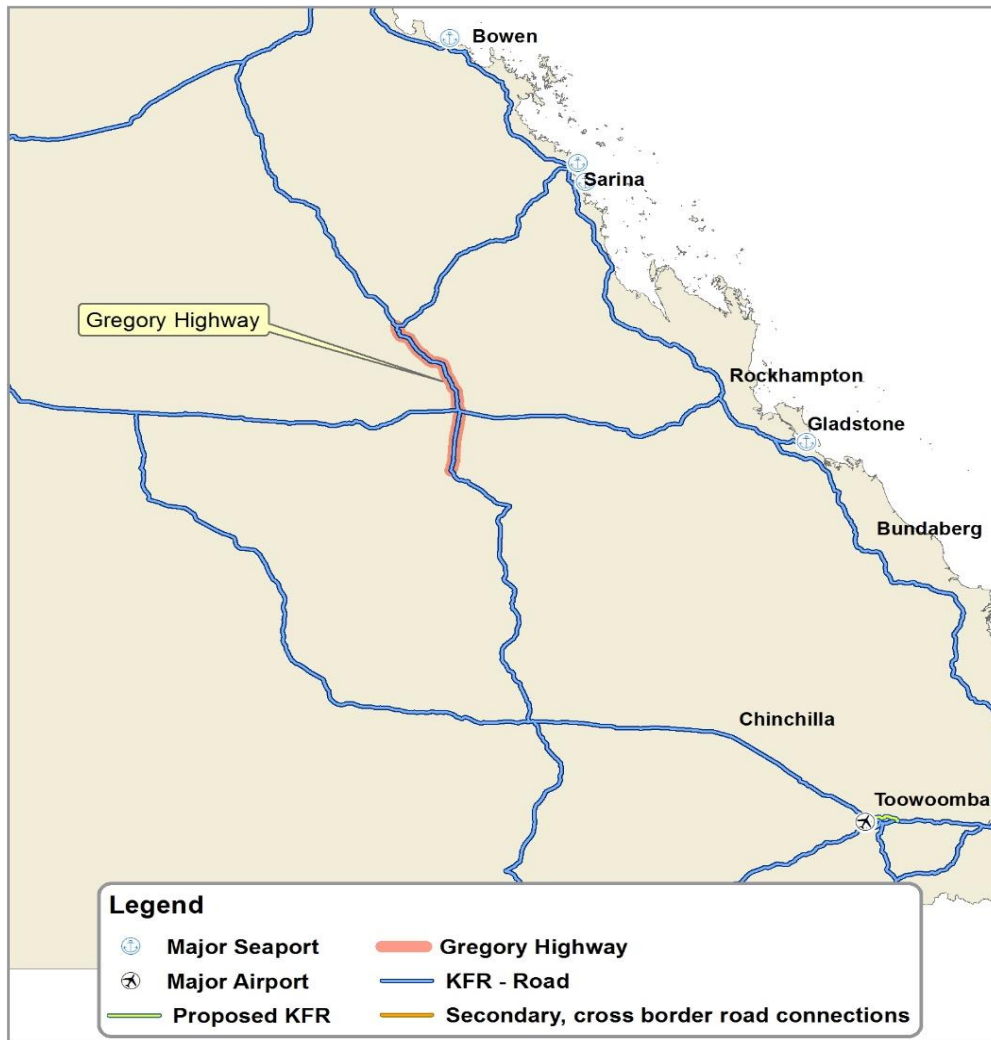 Bowen
Sarina
Gregory Highway
Rockhampton
Gladstone
Bundaberg
Chinchilla
Toowoomba
Legend
Major Seaport
Gregory Highway
Major Airport
KFR - Road
Proposed KFR
Secondary, cross border road connections